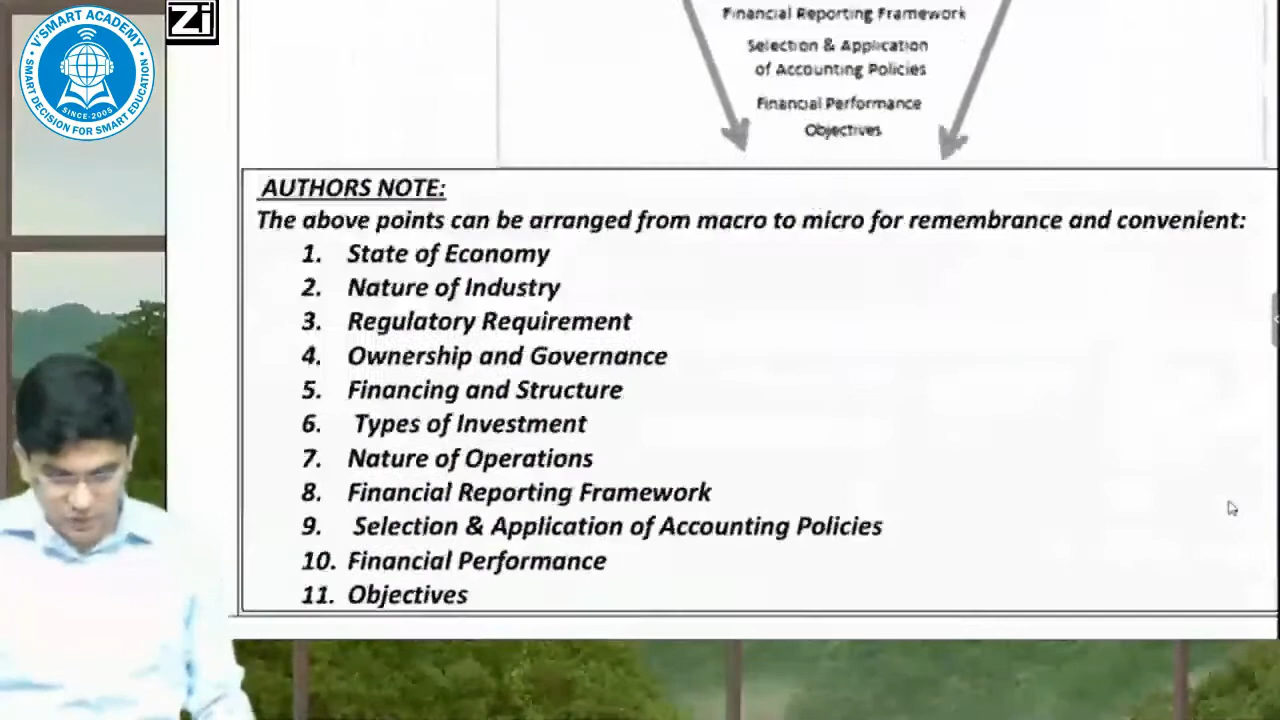 V'SMART ACADEMY
SINCE-2005
SMART DECISION FOR SMART EDUCATION
Zi
Financial Reporting Framework
Selection & Application
of Accounting Policies
Financial Performance
Objectives
AUTHORS NOTE:
The above points can be arranged from macro to micro for remembrance and convenient:
1. State of Economy
2. Nature of Industry
3. Regulatory Requirement
4. Ownership and Governance
5. Financing and Structure
6. Types of Investment
7. Nature of Operations
8. Financial Reporting Framework
9. Selection & Application of Accounting Policies
10. Financial Performance
11. Objectives